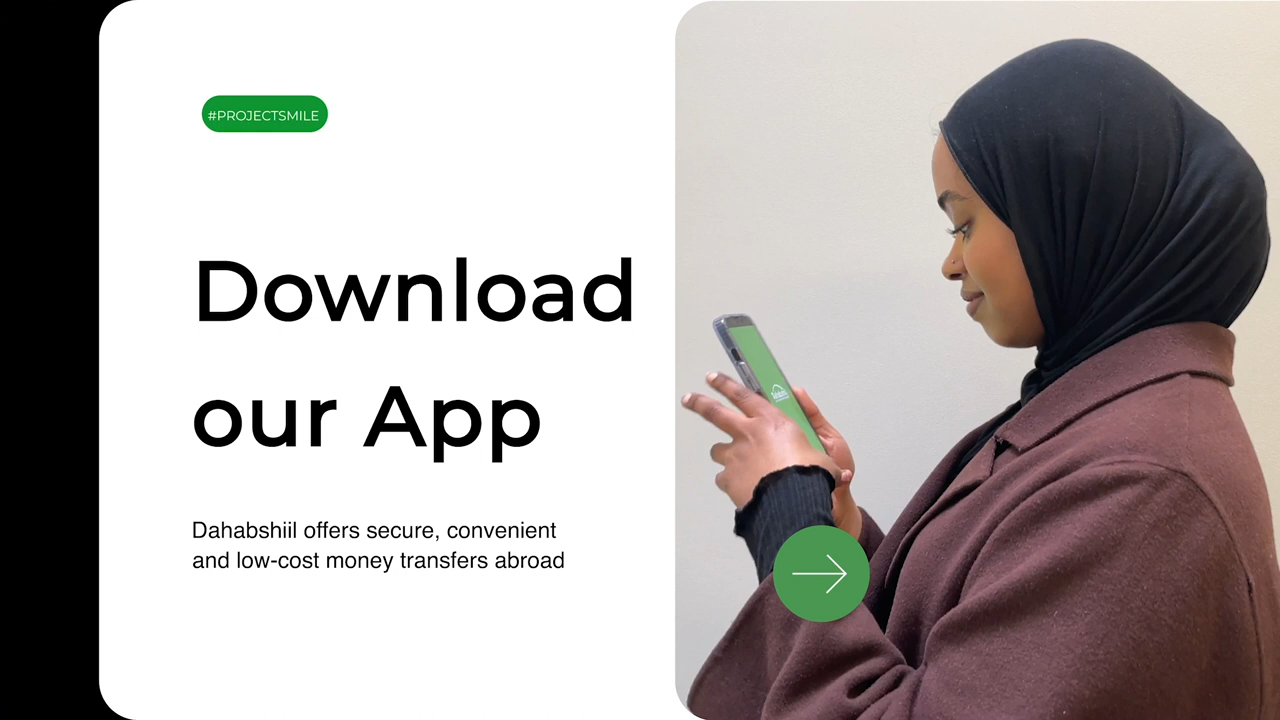 #PROJECTSMILE
Download
our App
Dahabshiil offers secure, convenient
and low-cost money transfers abroad